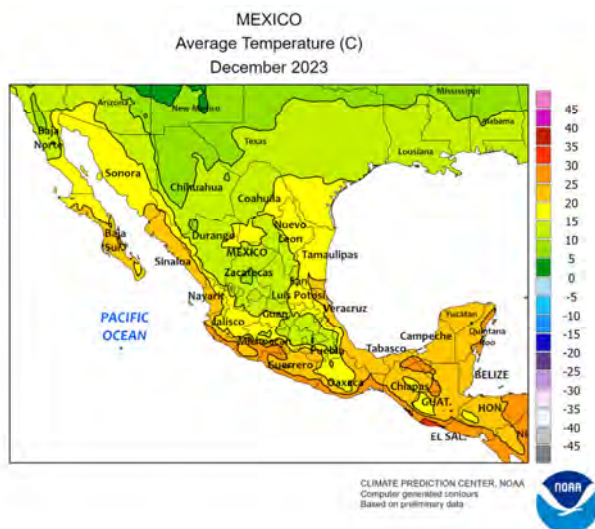 MEXICO
Average Temperature (C)
December 2023
Arizona
New Mexico
Mississippi
Alabama
Texas
Lousiana
Baja
Norte
Sonora
Chihuahua
Coahuila
Nuevo
Leon
Durango
MEXICO
Tamaulipas
Baja
Sur
Sinaloa
Zacatecas
San
Luis Potosi
Nayarit
Guan
Veracruz
Jalisco
Michoacan
Puebla
Guerrero
Oaxaca
Tabasco
Campeche
Yucatan
Quintana
Roo
Chiapas
BELIZE
GUAT.
HON.
EL SAL.
NI
PACIFIC
OCEAN
45
40
35
30
25
20
15
10
5
0
-5
-10
-15
-20
-25
-30
-35
-40
-45
CLIMATE PREDICTION CENTER, NOAA
Computer generated contours
Based on preliminary data
NOAA